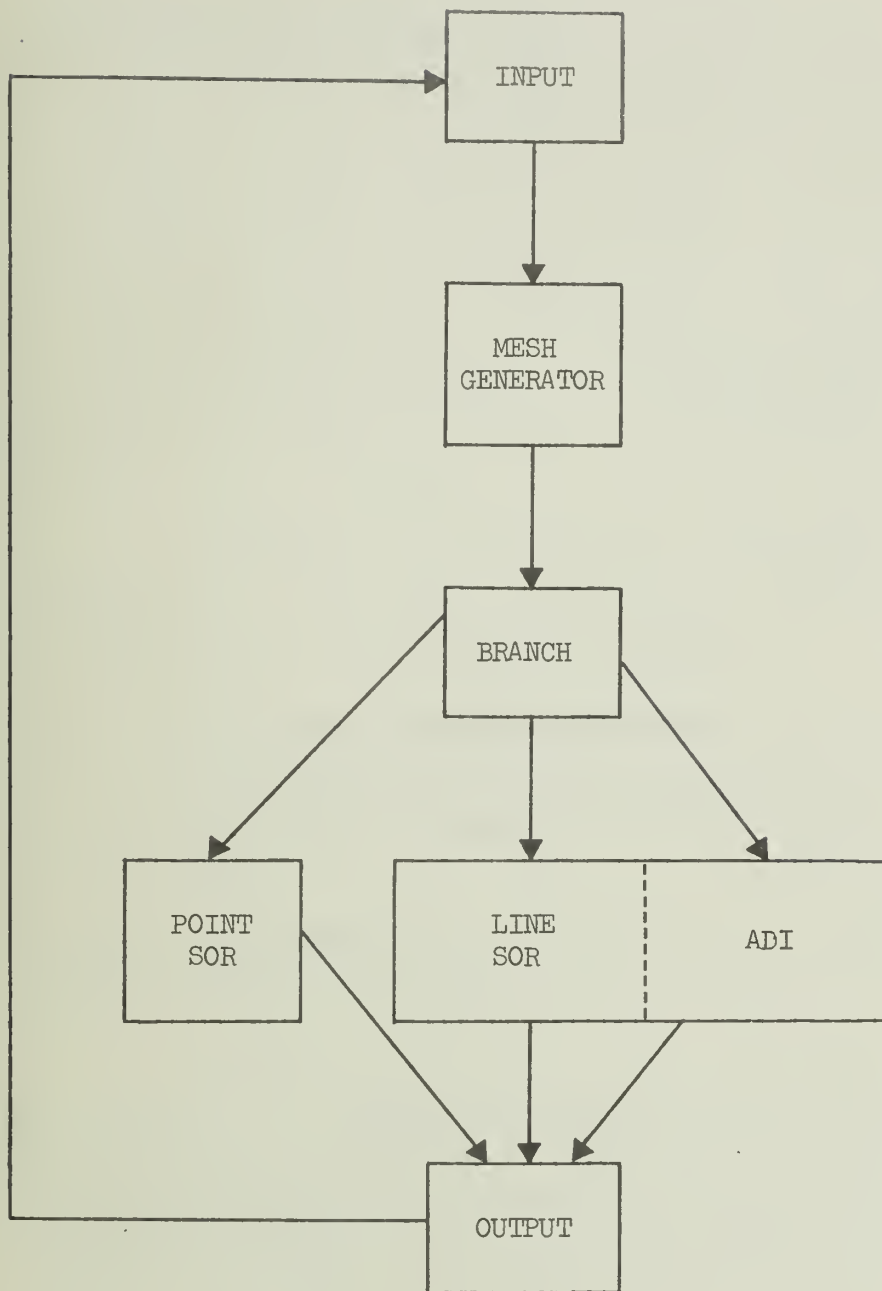 INPUT
MESH
GENERATOR
BRANCH
POINT
SOR
LINE
SOR
ADI
OUTPUT